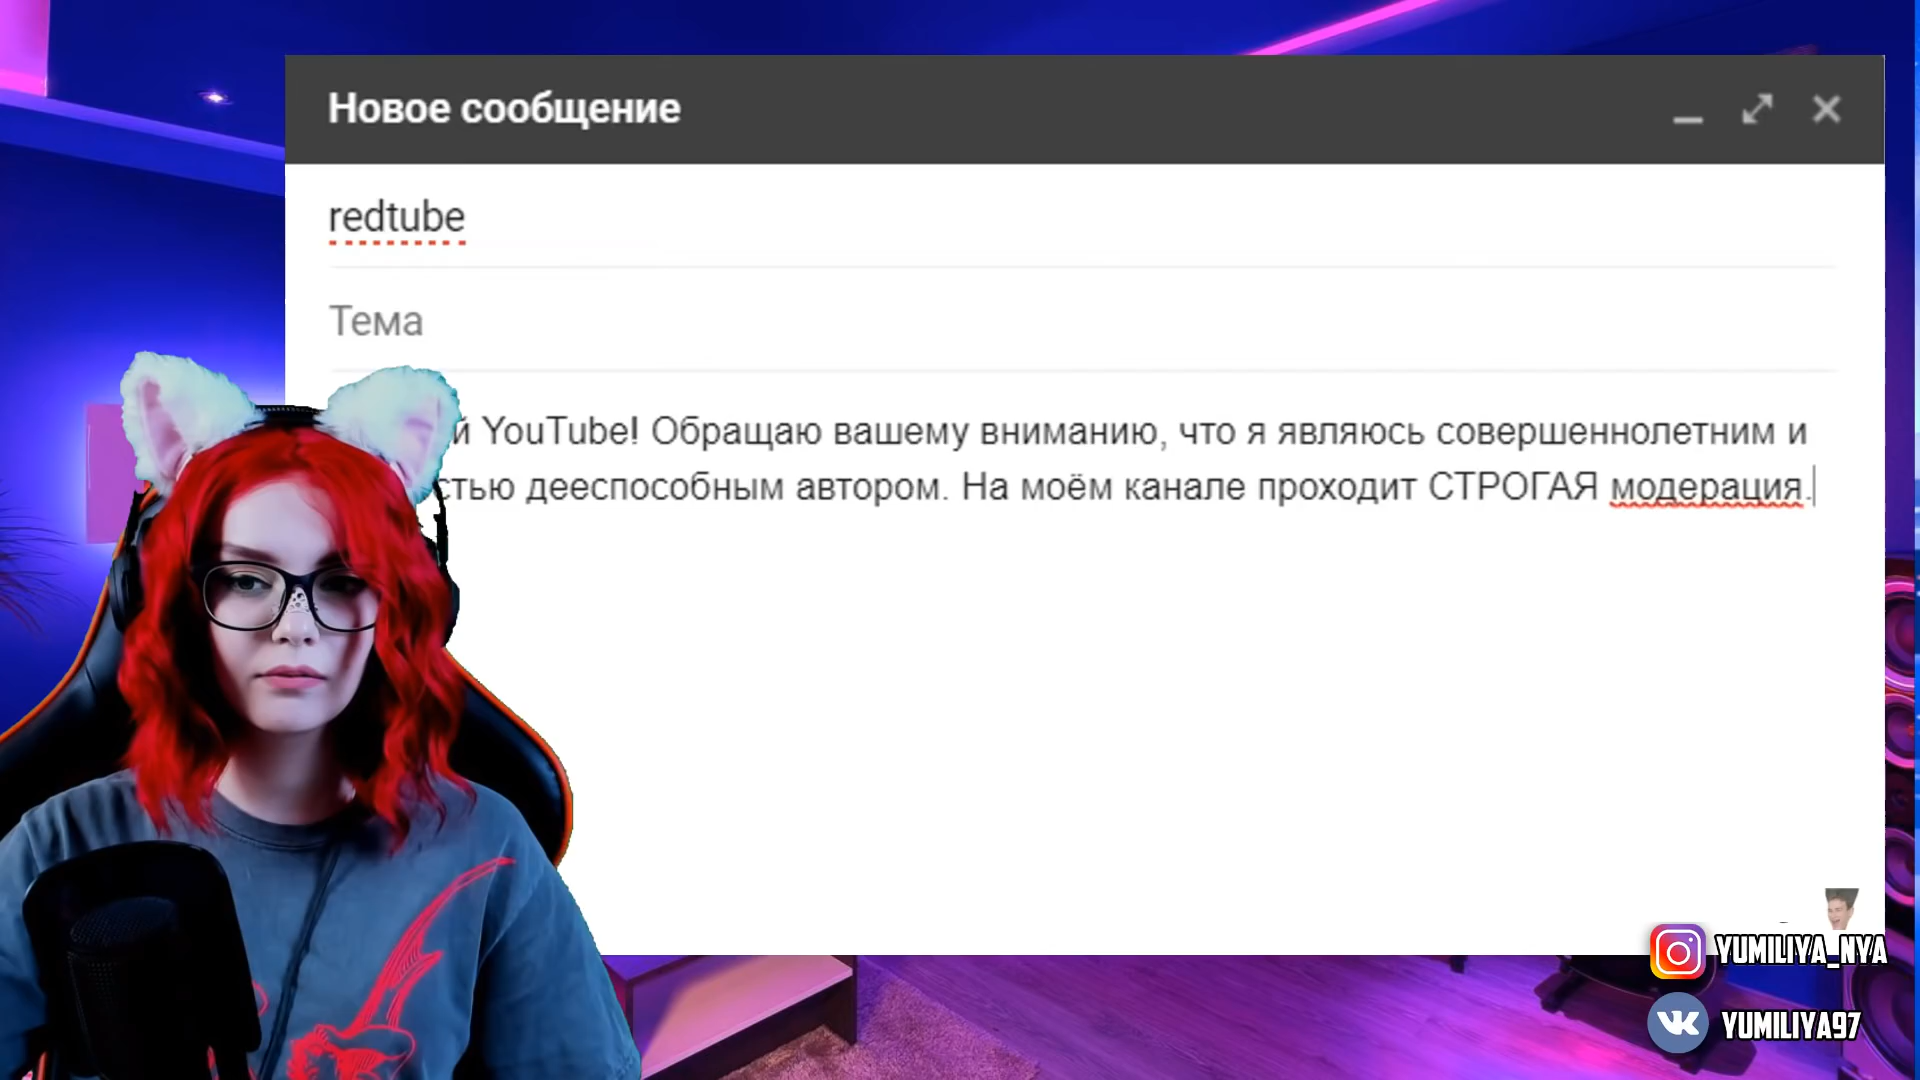 Новое сообщение
redtube
Тема
YouTube! Обращаю вашему вниманию, что я являюсь совершеннолетним и
дееспособным автором. На моём канале проходит СТРОГАЯ модерация.
YUMILIYA_NYA
YUMILIYA97